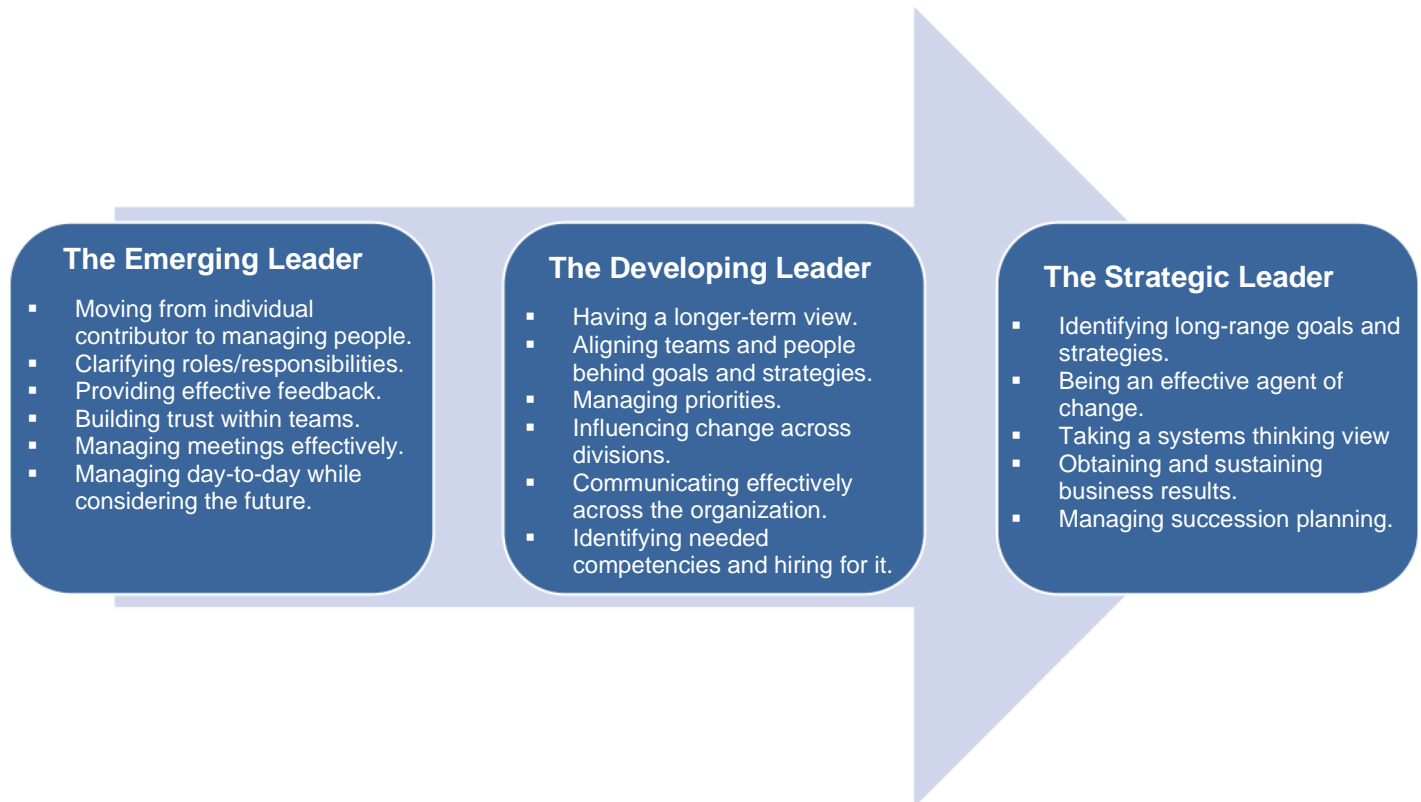 The Emerging Leader
▪ Moving from individual
contributor to managing people.
▪ Clarifying roles/responsibilities.
▪ Providing effective feedback.
▪ Building trust within teams.
▪ Managing meetings effectively.
▪ Managing day-to-day while
considering the future.
The Developing Leader
▪ Having a longer-term view.
▪ Aligning teams and people
behind goals and strategies.
▪ Managing priorities.
▪ Influencing change across
divisions.
▪ Communicating effectively
across the organization.
▪ Identifying needed
competencies and hiring for it.
The Strategic Leader
▪ Identifying long-range goals and
strategies.
▪ Being an effective agent of
change.
▪ Taking a systems thinking view
▪ Obtaining and sustaining
business results.
▪ Managing succession planning.